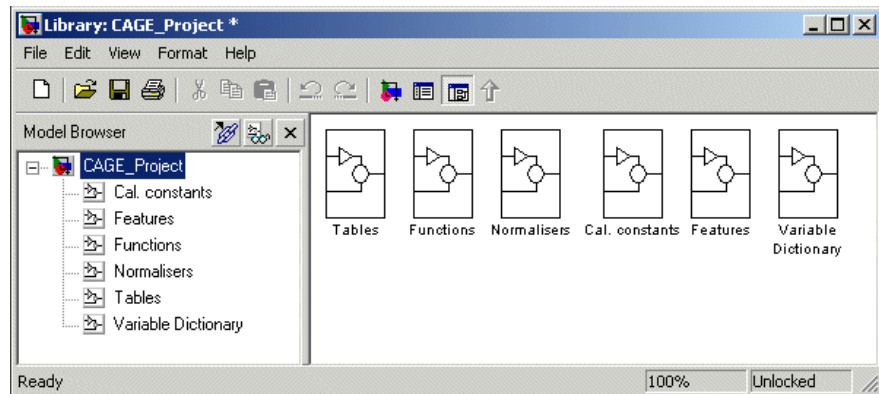 Library: CAGE_Project *
File Edit View Format Help
Model Browser
CAGE_Project
Cal. constants
Features
Functions
Normalisers
Tables
Variable Dictionary
Tables Functions Normalisers Cal. constants Features Variable
Dictionary
Ready 100% Unlocked